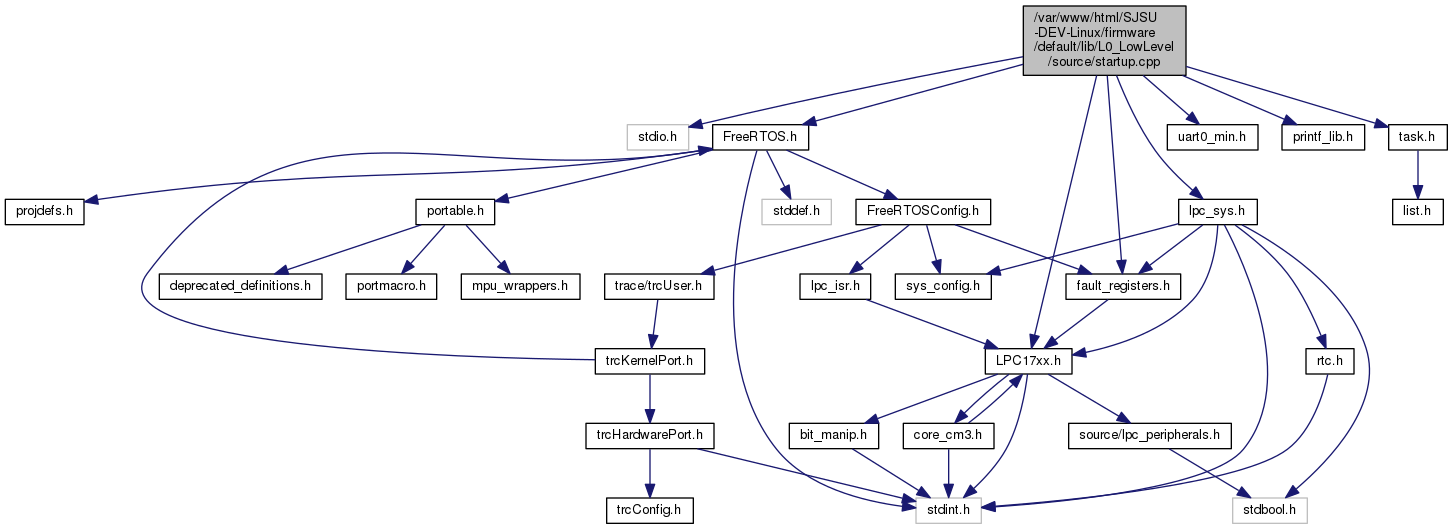 /var/www/html/SJSU
-DEV-Linux/firmware
/default/lib/L0_LowLevel
/source/startup.cpp
stdio.h
FreeRTOS.h
uart0_min.h
printf_lib.h
task.h
projdefs.h
portable.h
stddef.h
FreeRTOSConfig.h
lpc_sys.h
list.h
deprecated_definitions.h
portmacro.h
mpu_wrappers.h
trace/trcUser.h
lpc_isr.h
sys_config.h
fault_registers.h
trcKernelPort.h
LPC17xx.h
rtc.h
trcHardwarePort.h
bit_manip.h
core_cm3.h
source/lpc_peripherals.h
trcConfig.h
stdint.h
stdbool.h